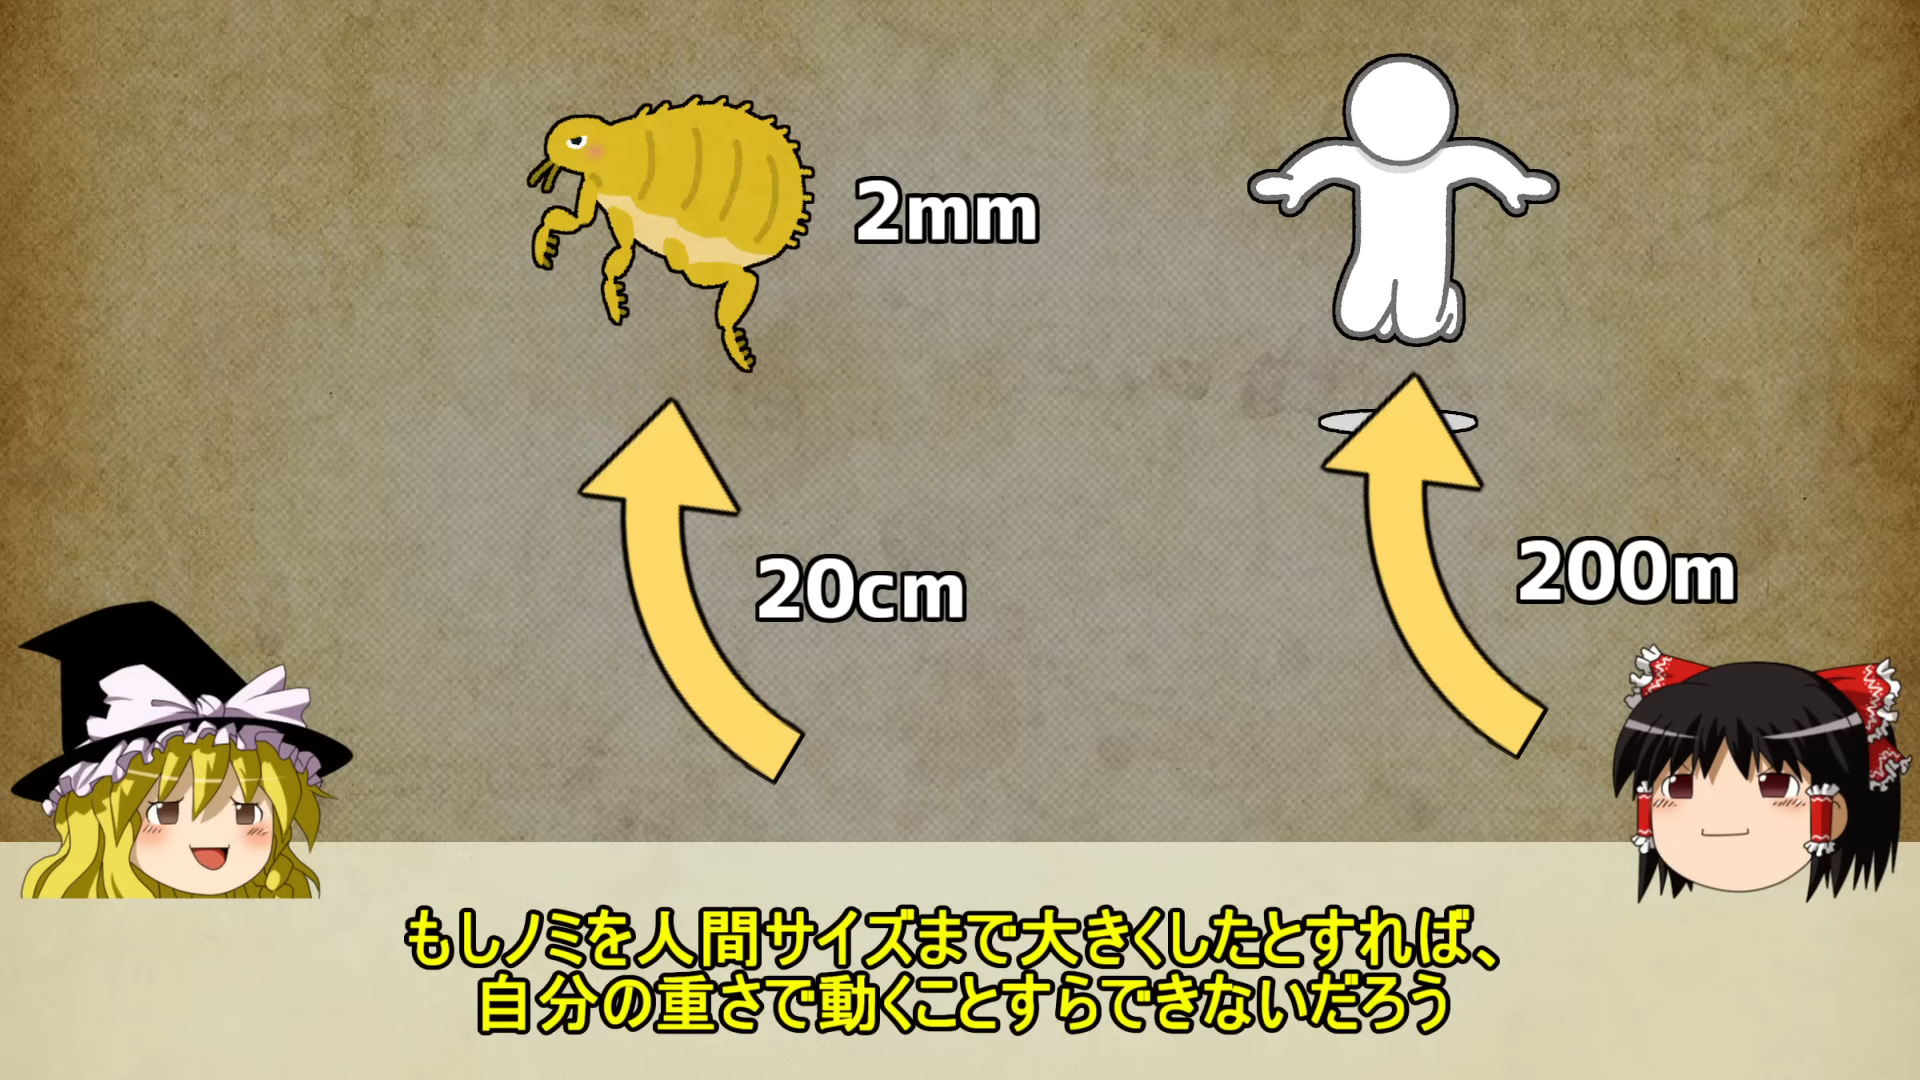 2mm
20cm
200m
もしノミを人間サイズまで大きくしたとすれば、
自分の重さで動くことすらできないだろう